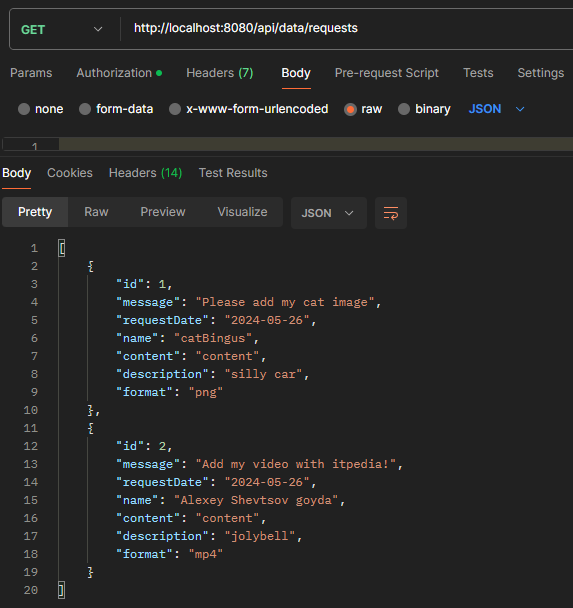 GET http://localhost:8080/api/data/requests
Params Authorization Headers (7) Body Pre-request Script Tests Settings
none form-data x-www-form-urlencoded raw binary JSON
1
Body Cookies Headers (14) Test Results
Pretty Raw Preview Visualize JSON
1 [
2 {
3 "id": 1,
4 "message": "Please add my cat image",
5 "requestDate": "2024-05-26",
6 "name": "catBingus",
7 "content": "content",
8 "description": "silly car",
9 "format": "png"
10 },
11 {
12 "id": 2,
13 "message": "Add my video with itpedia!",
14 "requestDate": "2024-05-26",
15 "name": "Alexey Shevtsov goyda",
16 "content": "content",
17 "description": "jolybell",
18 "format": "mp4"
19 }
20 ]